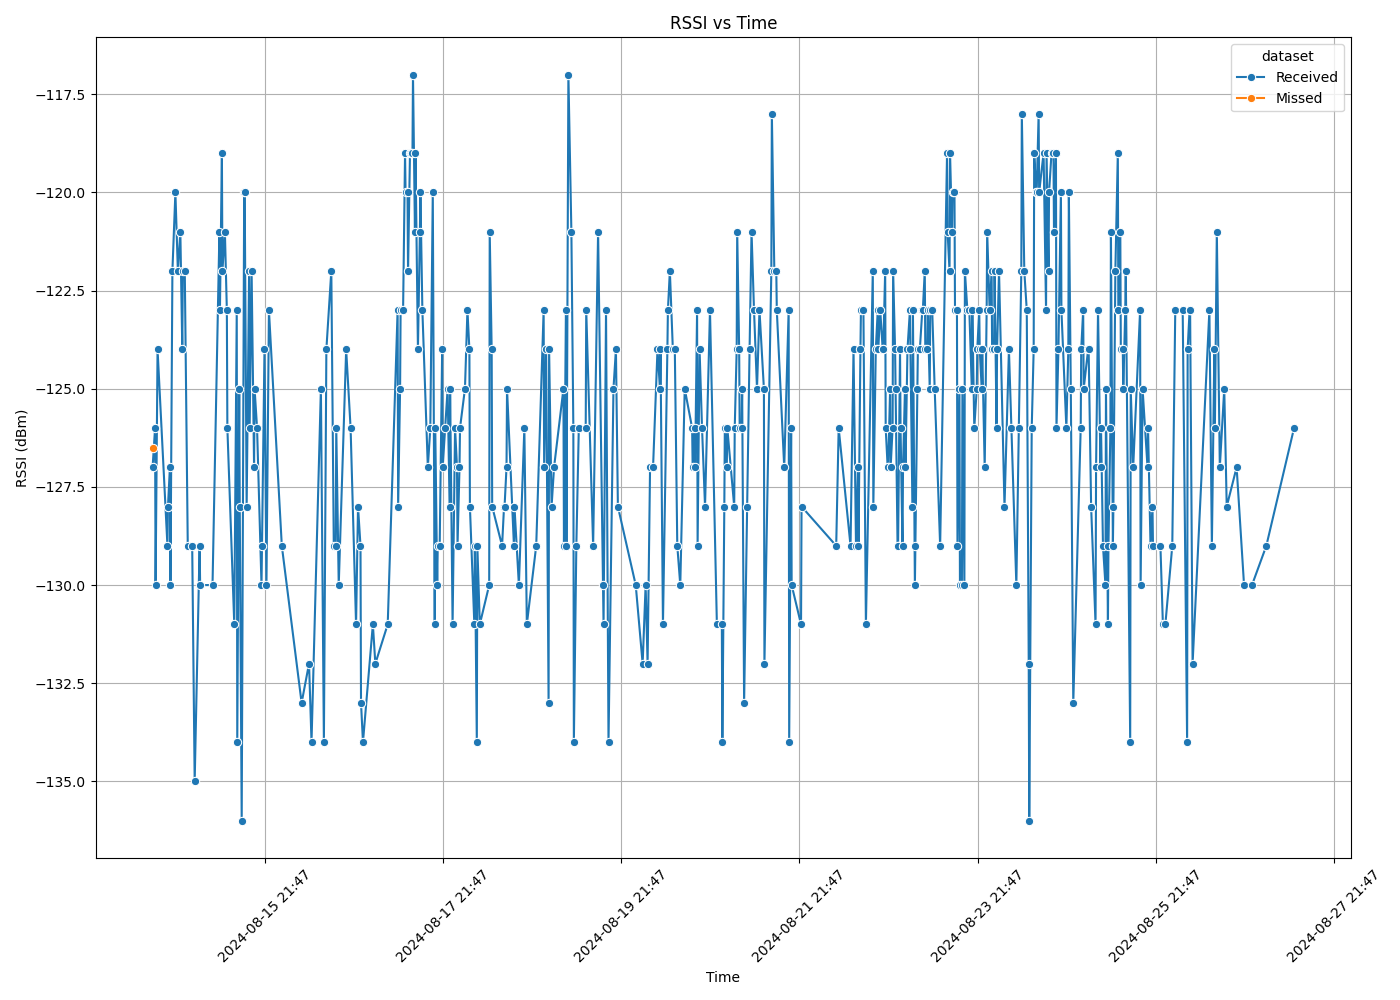 RSSI vs Time
dataset
Received
Missed
−117.5
−120.0
−122.5
−125.0
−127.5
−130.0
−132.5
−135.0
RSSI (dBm)
2024-08-15 21:47
2024-08-17 21:47
2024-08-19 21:47
2024-08-21 21:47
2024-08-23 21:47
2024-08-25 21:47
2024-08-27 21:47
Time